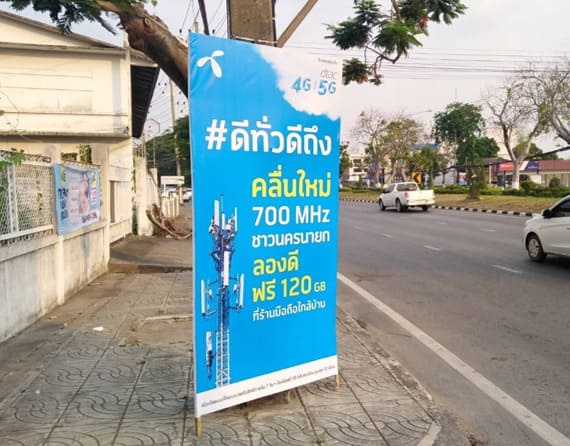 dtac
4G | 5G
#ดีทั่วดีถึง
คลื่นใหม่
700 MHz
ชาวนครนายก
ลองดี
ฟรี 120 GB
ที่ร้านมือถือใกล้บ้าน